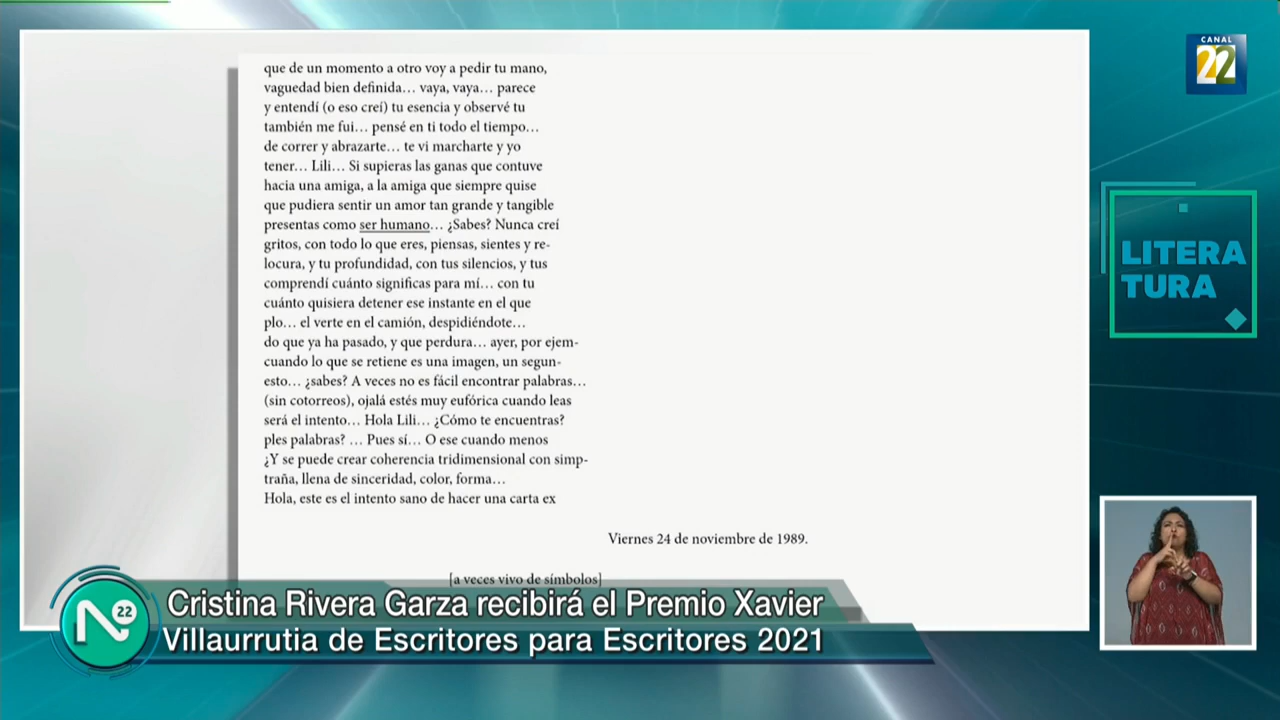 CANAL
22
que de un momento a otro voy a pedir tu mano,
vaguedad bien definida… vaya, vaya… parece
y entendí (o eso creí) tu esencia y observé tu
también me fui… pensé en ti todo el tiempo…
de correr y abrazarte… te vi marcharte y yo
tener… Lili… Si supieras las ganas que contuve
hacia una amiga, a la amiga que siempre quise
que pudiera sentir un amor tan grande y tangible
presentas como ser humano… ¿Sabes? Nunca creí
gritos, con todo lo que eres, piensas, sientes y re-
locura, y tu profundidad, con tus silencios, y tus
comprendí cuánto significas para mí… con tu
cuánto quisiera detener ese instante en el que
plo… el verte en el camión, despidiéndote…
do que ya ha pasado, y que perdura… ayer, por ejem-
cuando lo que se retiene es una imagen, un segun-
esto… ¿sabes? A veces no es fácil encontrar palabras…
(sin cotorreos), ojalá estés muy eufórica cuando leas
será el intento… Hola Lili… ¿Cómo te encuentras?
ples palabras? … Pues sí… O ese cuando menos
¿Y se puede crear coherencia tridimensional con simp-
traña, llena de sinceridad, color, forma…
Hola, este es el intento sano de hacer una carta ex
Viernes 24 de noviembre de 1989.
[a veces vivo de símbolos]
LITERA
TURA
N22
Cristina Rivera Garza recibirá el Premio Xavier
Villaurrutia de Escritores para Escritores 2021